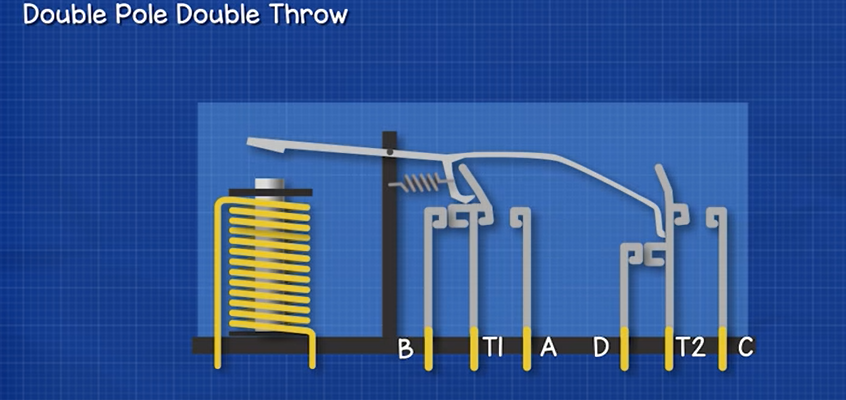 Double Pole Double Throw
B T1 A D T2 C